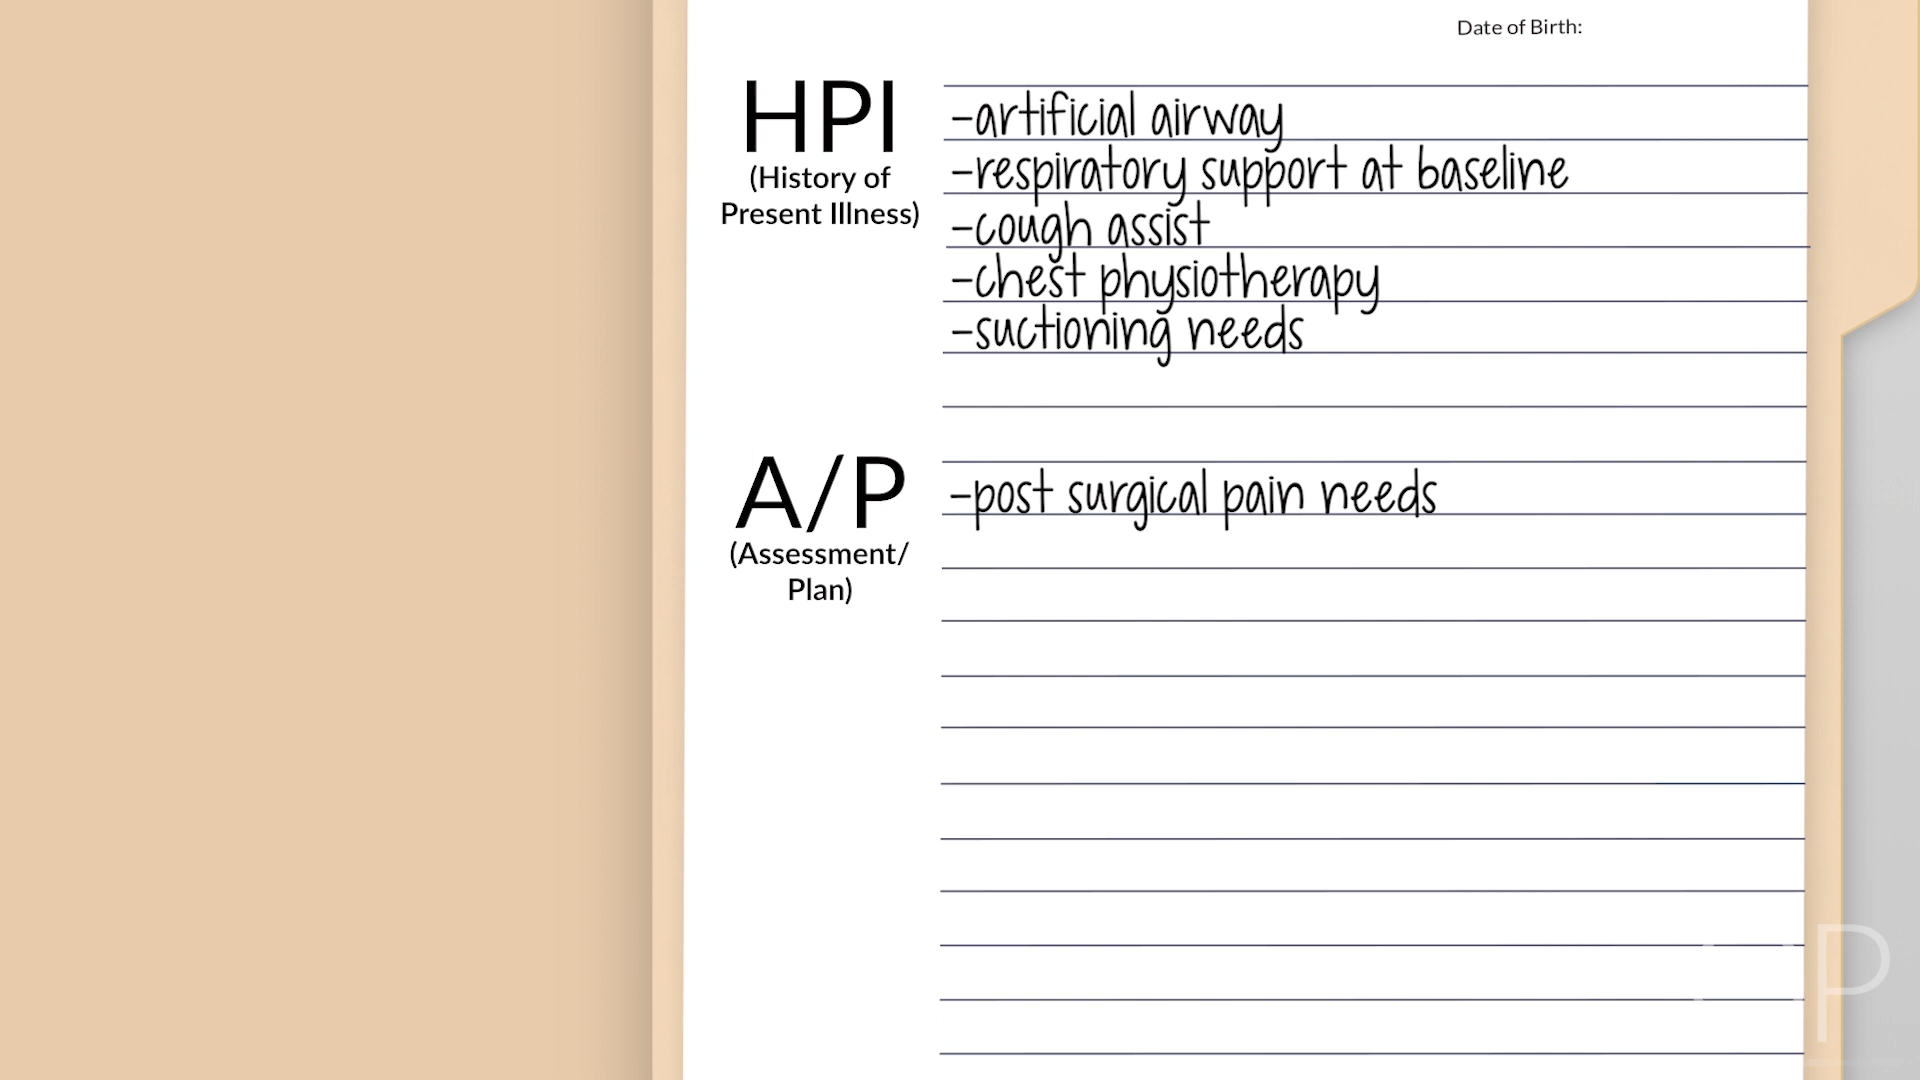 Date of Birth:
HPI
(History of
Present Illness)
-artificial airway
-respiratory support at baseline
-cough assist
-chest physiotherapy
-suctioning needs
A/P
(Assessment/
Plan)
-post surgical pain needs
P